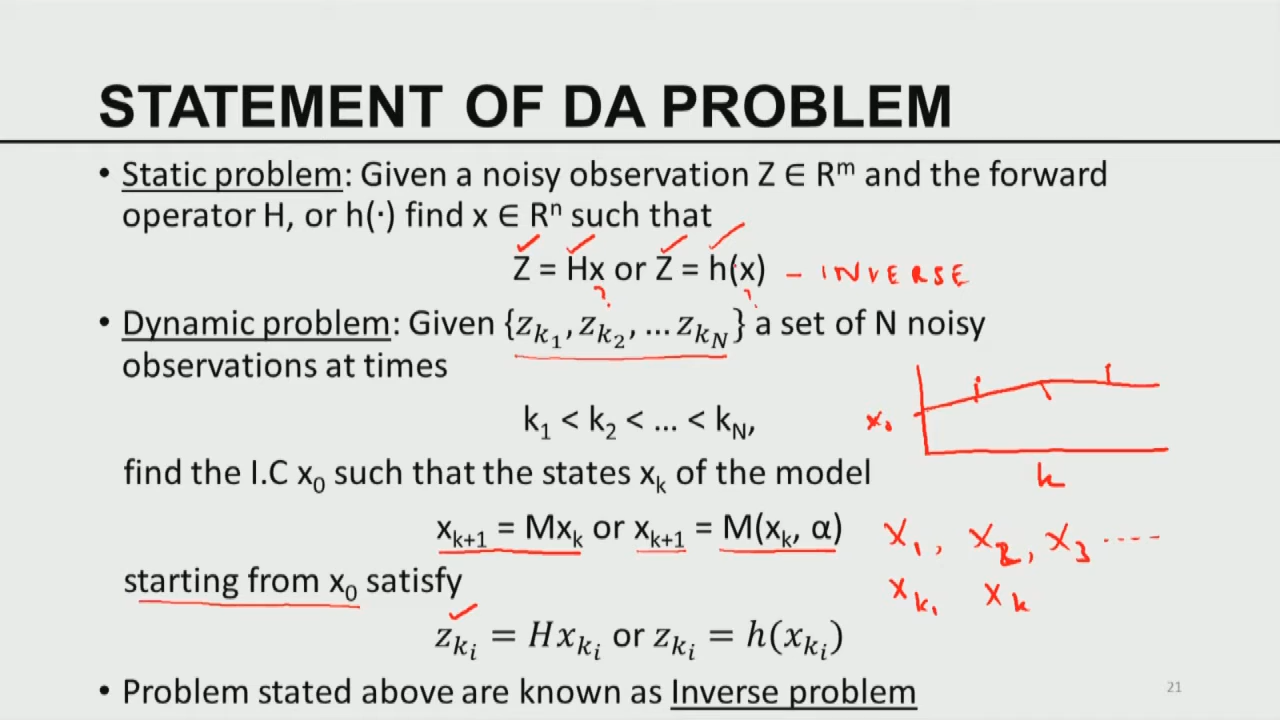 STATEMENT OF DA PROBLEM
• Static problem: Given a noisy observation Z ∈ Rᵐ and the forward
operator H, or h(·) find x ∈ Rⁿ such that
Z = Hx or Z = h(x) – INVERSE
? ?
• Dynamic problem: Given {z_{k₁}, z_{k₂}, … z_{k_N}} a set of N noisy
observations at times
k₁ < k₂ < … < k_N,
x₀
find the I.C x₀ such that the states x_k of the model
k
x_{k+1} = Mx_k or x_{k+1} = M(x_k, α)
x₁, x₂, x₃ ....
starting from x₀ satisfy
x_{k₁} x_k
z_{k_i} = Hx_{k_i} or z_{k_i} = h(x_{k_i})
• Problem stated above are known as Inverse problem
21